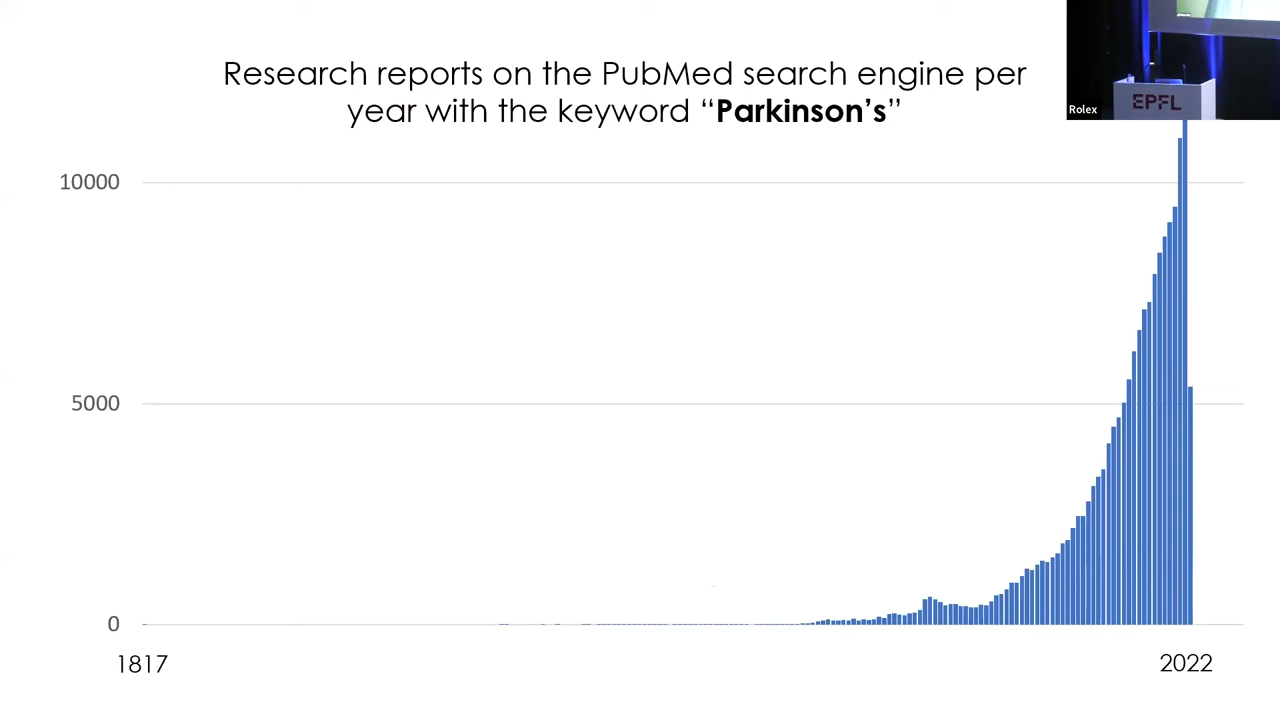 Research reports on the PubMed search engine per
year with the keyword “Parkinson’s”
Rolex
EPFL
10000
5000
0
1817
2022